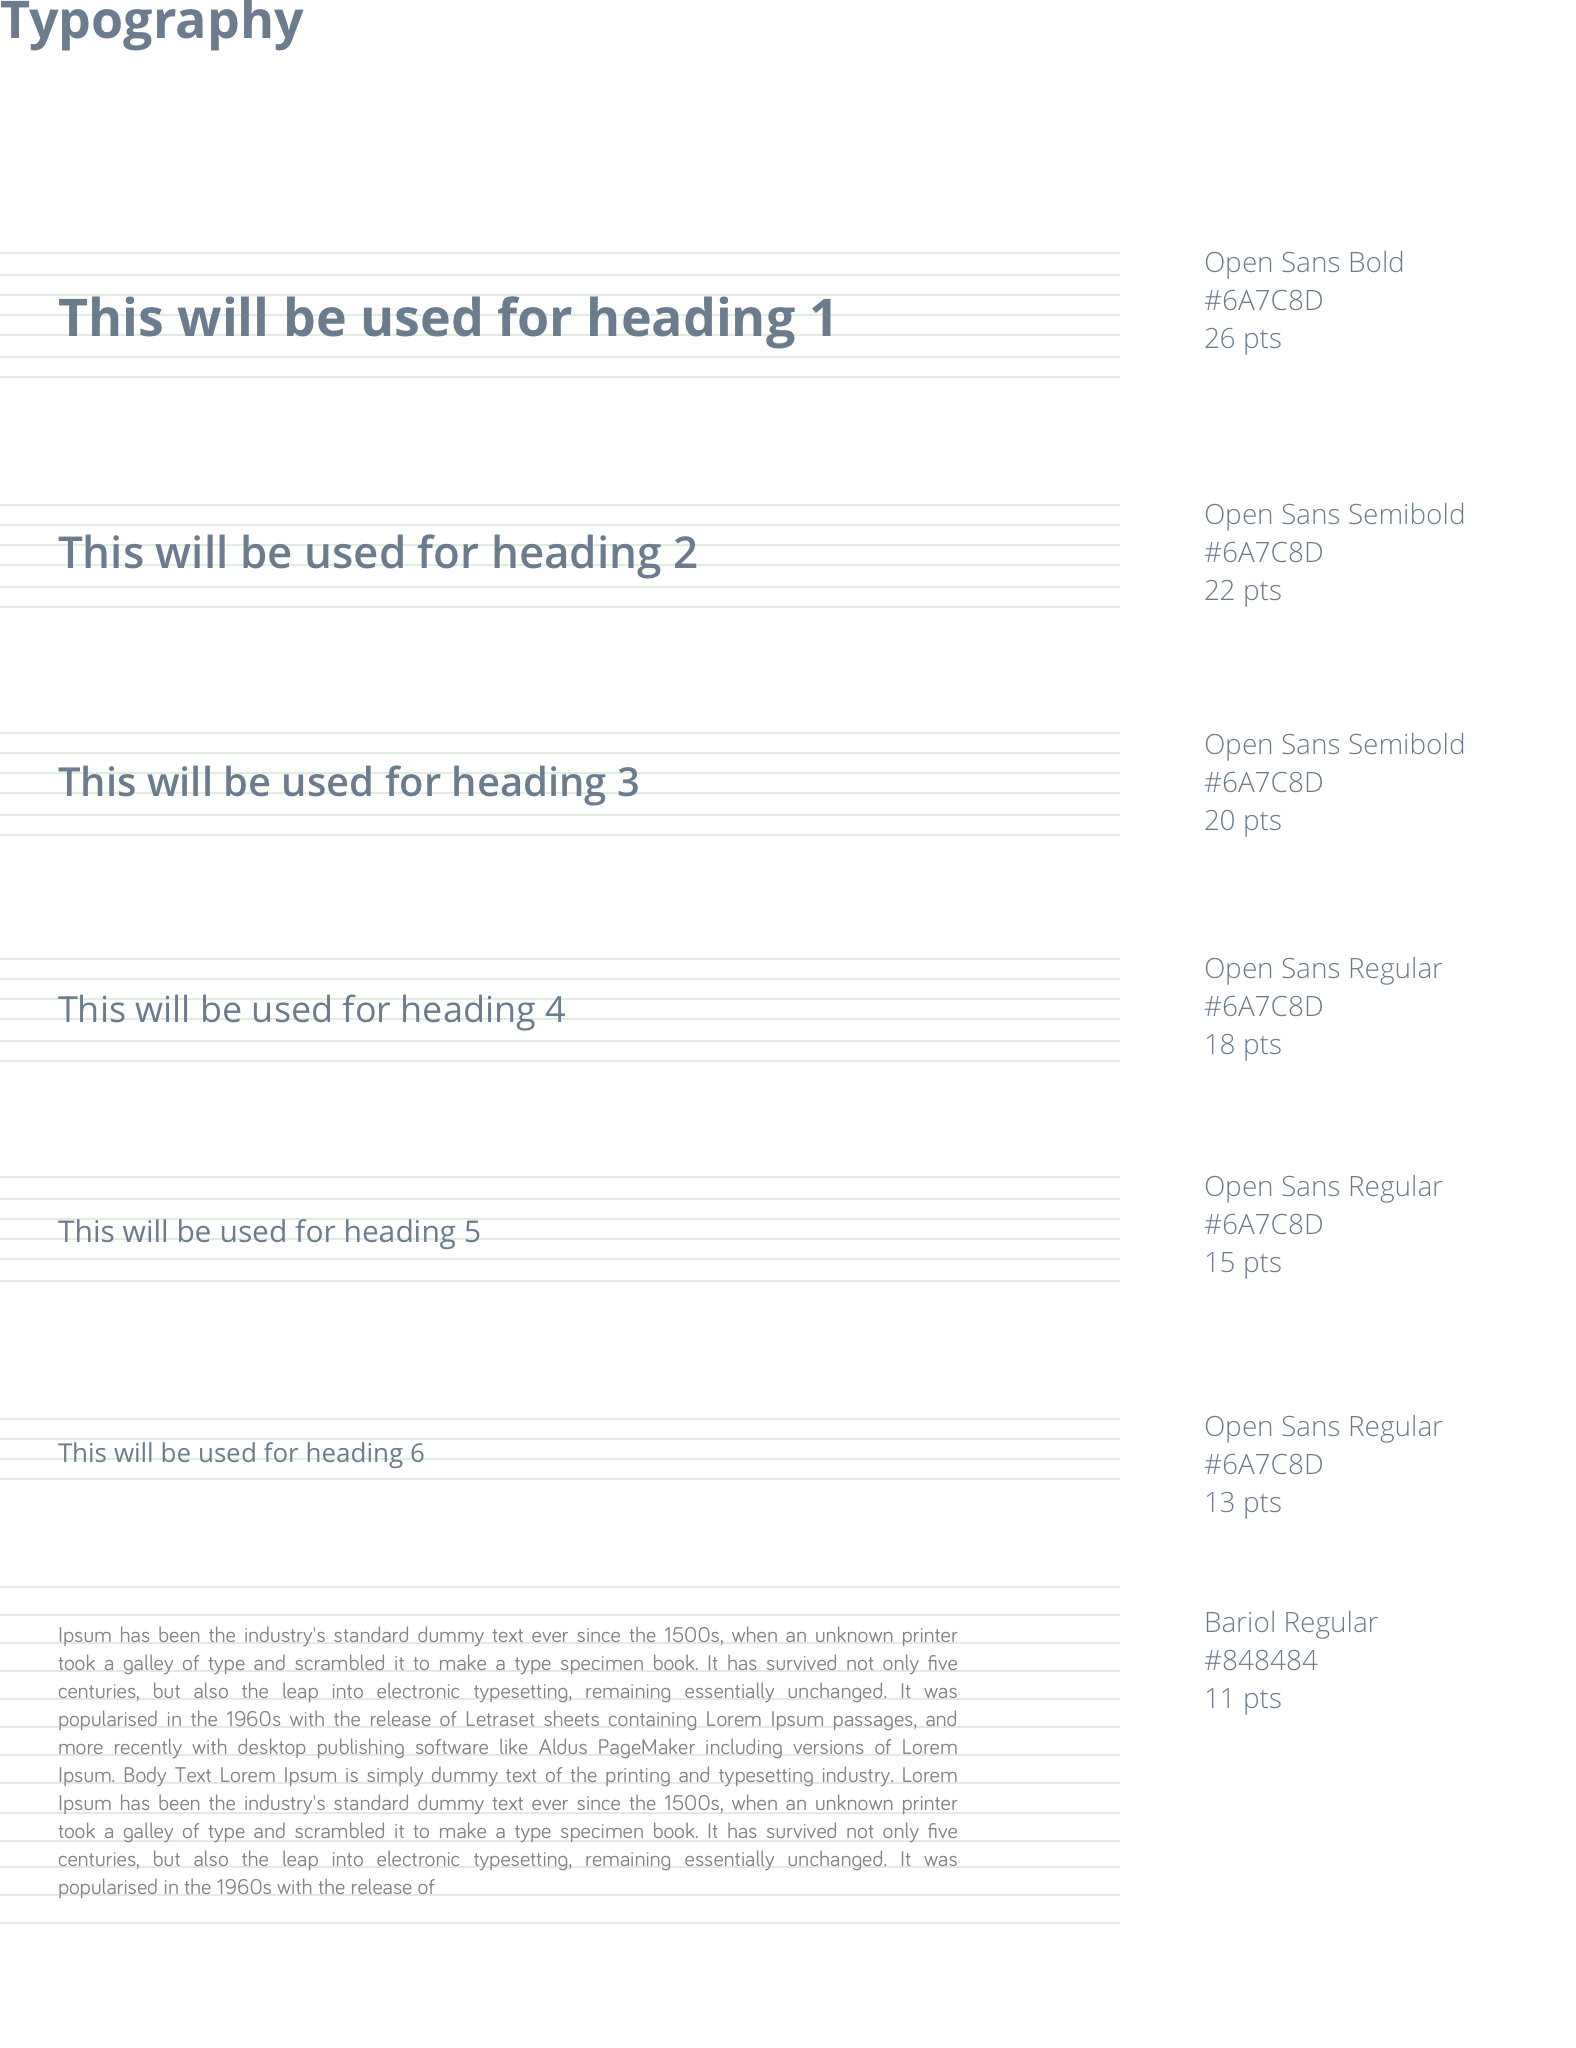 Typography
This will be used for heading 1
Open Sans Bold
#6A7C8D
26 pts
This will be used for heading 2
Open Sans Semibold
#6A7C8D
22 pts
This will be used for heading 3
Open Sans Semibold
#6A7C8D
20 pts
This will be used for heading 4
Open Sans Regular
#6A7C8D
18 pts
This will be used for heading 5
Open Sans Regular
#6A7C8D
15 pts
This will be used for heading 6
Open Sans Regular
#6A7C8D
13 pts
Ipsum has been the industry's standard dummy text ever since the 1500s, when an unknown printer
took a galley of type and scrambled it to make a type specimen book. It has survived not only five
centuries, but also the leap into electronic typesetting, remaining essentially unchanged. It was
popularised in the 1960s with the release of Letraset sheets containing Lorem Ipsum passages, and
more recently with desktop publishing software like Aldus PageMaker including versions of Lorem
Ipsum. Body Text Lorem Ipsum is simply dummy text of the printing and typesetting industry. Lorem
Ipsum has been the industry's standard dummy text ever since the 1500s, when an unknown printer
took a galley of type and scrambled it to make a type specimen book. It has survived not only five
centuries, but also the leap into electronic typesetting, remaining essentially unchanged. It was
popularised in the 1960s with the release of
Bariol Regular
#848484
11 pts